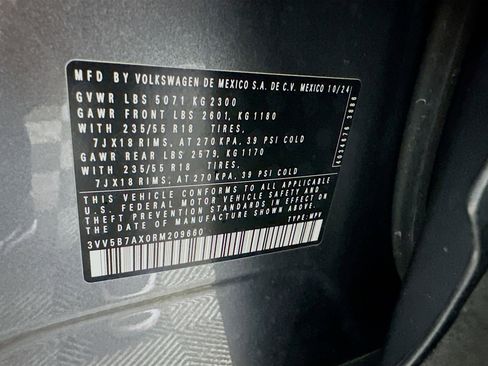 MFD BY VOLKSWAGEN DE MEXICO S.A. DE C.V. MEXICO 10/24
GVWR LBS 5071 KG 2300
GAWR FRONT LBS 2601, KG 1180
WITH 235/55 R18 TIRES,
7JX18 RIMS, AT 270 KPA, 39 PSI COLD
GAWR REAR LBS 2579, KG 1170
WITH 235/55 R18 TIRES,
7JX18 RIMS, AT 270 KPA, 39 PSI COLD
THIS VEHICLE CONFORMS TO ALL APPLICABLE
U.S. FEDERAL MOTOR VEHICLE SAFETY AND
THEFT PREVENTION STANDARDS IN EFFECT ON
THE DATE OF MANUFACTURE SHOWN ABOVE.
TYPE: MPV
3VV5B7AX0RM209660